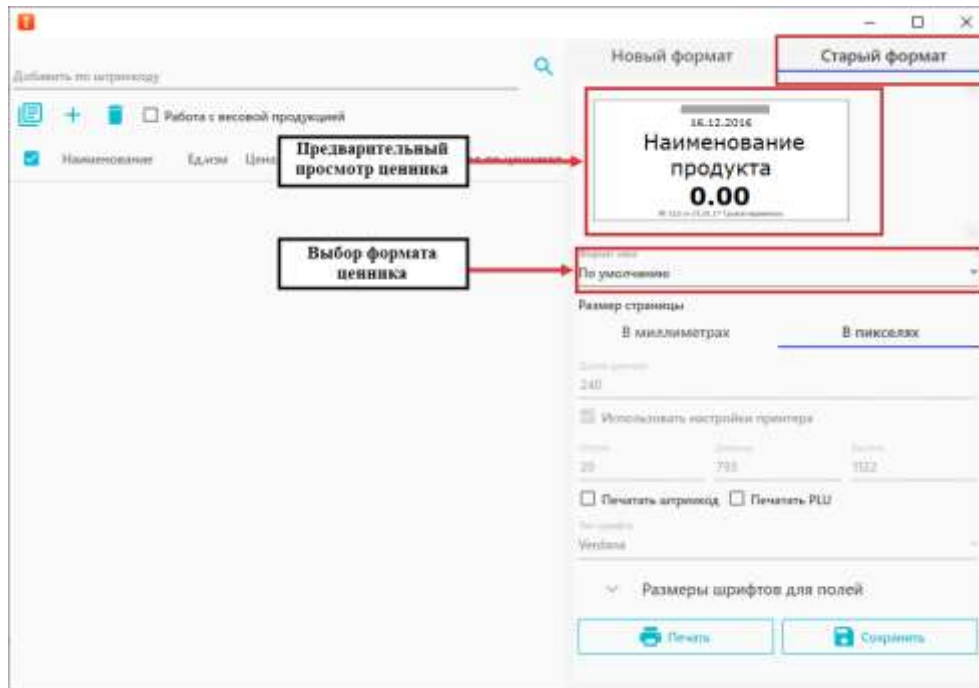 Добавить по штрихкоду
Новый формат
Старый формат
Работа с весовой продукцией
Наименование
Ед.изм
Цена
Предварительный
просмотр ценника
16.12.2016
Наименование
продукта
0.00
Выбор формата
ценника
По умолчанию
Размер страницы
В миллиметрах
В пикселях
240
Использовать настройки принтера
20
793
1122
Печатать штрихкод
Печатать PLU
Verdana
Размеры шрифтов для полей
Печать
Сохранить